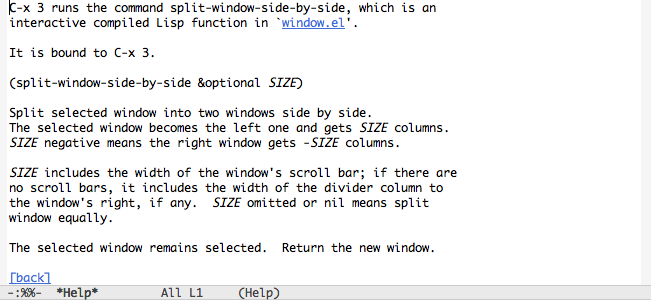 C-x 3 runs the command split-window-side-by-side, which is an
interactive compiled Lisp function in `window.el'.
It is bound to C-x 3.
(split-window-side-by-side &optional SIZE)
Split selected window into two windows side by side.
The selected window becomes the left one and gets SIZE columns.
SIZE negative means the right window gets -SIZE columns.
SIZE includes the width of the window's scroll bar; if there are
no scroll bars, it includes the width of the divider column to
the window's right, if any.  SIZE omitted or nil means split
window equally.
The selected window remains selected.  Return the new window.
[back]
-:%%-  *Help*        All L1     (Help)